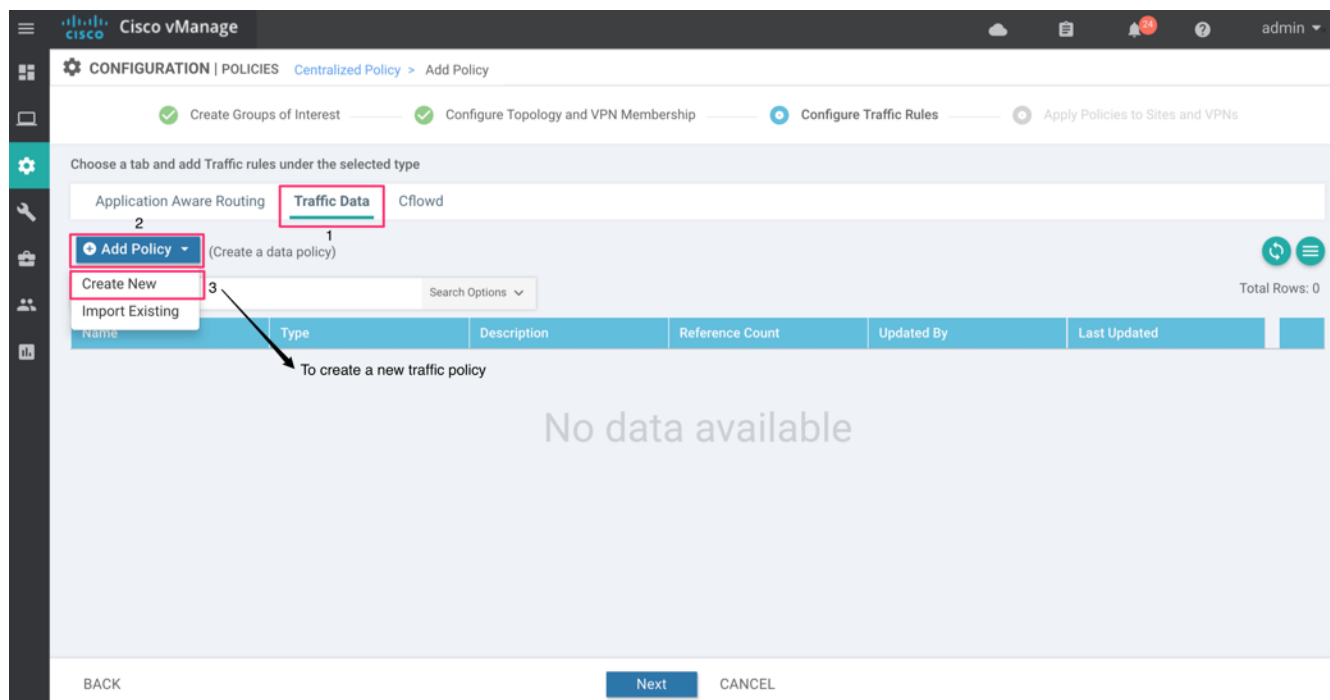 cisco Cisco vManage 24 admin
CONFIGURATION | POLICIES Centralized Policy > Add Policy
Create Groups of Interest Configure Topology and VPN Membership Configure Traffic Rules Apply Policies to Sites and VPNs
Choose a tab and add Traffic rules under the selected type
Application Aware Routing Traffic Data Cflowd
2
1
Add Policy (Create a data policy)
Create New 3 Search Options Total Rows: 0
Import Existing
Name Type Description Reference Count Updated By Last Updated
To create a new traffic policy
No data available
BACK Next CANCEL